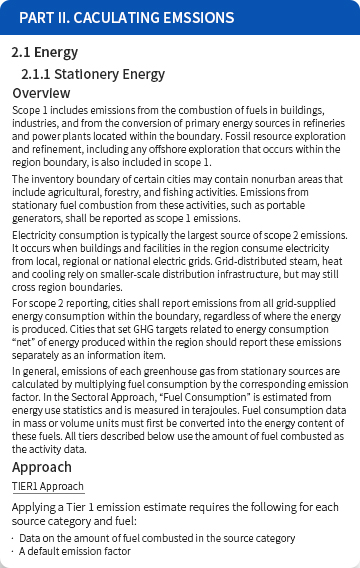 PART II. CACULATING EMSSIONS
2.1 Energy
2.1.1 Stationery Energy
Overview
Scope 1 includes emissions from the combustion of fuels in buildings,
industries, and from the conversion of primary energy sources in refineries
and power plants located within the boundary. Fossil resource exploration
and refinement, including any offshore exploration that occurs within the
region boundary, is also included in scope 1.
The inventory boundary of certain cities may contain nonurban areas that
include agricultural, forestry, and fishing activities. Emissions from
stationary fuel combustion from these activities, such as portable
generators, shall be reported as scope 1 emissions.
Electricity consumption is typically the largest source of scope 2 emissions.
It occurs when buildings and facilities in the region consume electricity
from local, regional or national electric grids. Grid-distributed steam, heat
and cooling rely on smaller-scale distribution infrastructure, but may still
cross region boundaries.
For scope 2 reporting, cities shall report emissions from all grid-supplied
energy consumption within the boundary, regardless of where the energy
is produced. Cities that set GHG targets related to energy consumption
“net” of energy produced within the region should report these emissions
separately as an information item.
In general, emissions of each greenhouse gas from stationary sources are
calculated by multiplying fuel consumption by the corresponding emission
factor. In the Sectoral Approach, “Fuel Consumption” is estimated from
energy use statistics and is measured in terajoules. Fuel consumption data
in mass or volume units must first be converted into the energy content of
these fuels. All tiers described below use the amount of fuel combusted as
the activity data.
Approach
TIER1 Approach
Applying a Tier 1 emission estimate requires the following for each
source category and fuel:
· Data on the amount of fuel combusted in the source category
· A default emission factor